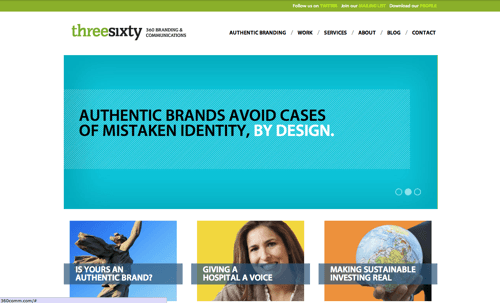 Follow us on TWITTER Join our MAILING LIST Download our PROFILE
threesixty 360 BRANDING &
COMMUNICATIONS
AUTHENTIC BRANDING / WORK / SERVICES / ABOUT / BLOG / CONTACT
AUTHENTIC BRANDS AVOID CASES
OF MISTAKEN IDENTITY, BY DESIGN.
IS YOURS AN
AUTHENTIC BRAND?
GIVING A
HOSPITAL A VOICE
MAKING SUSTAINABLE
INVESTING REAL
360comm.com/#